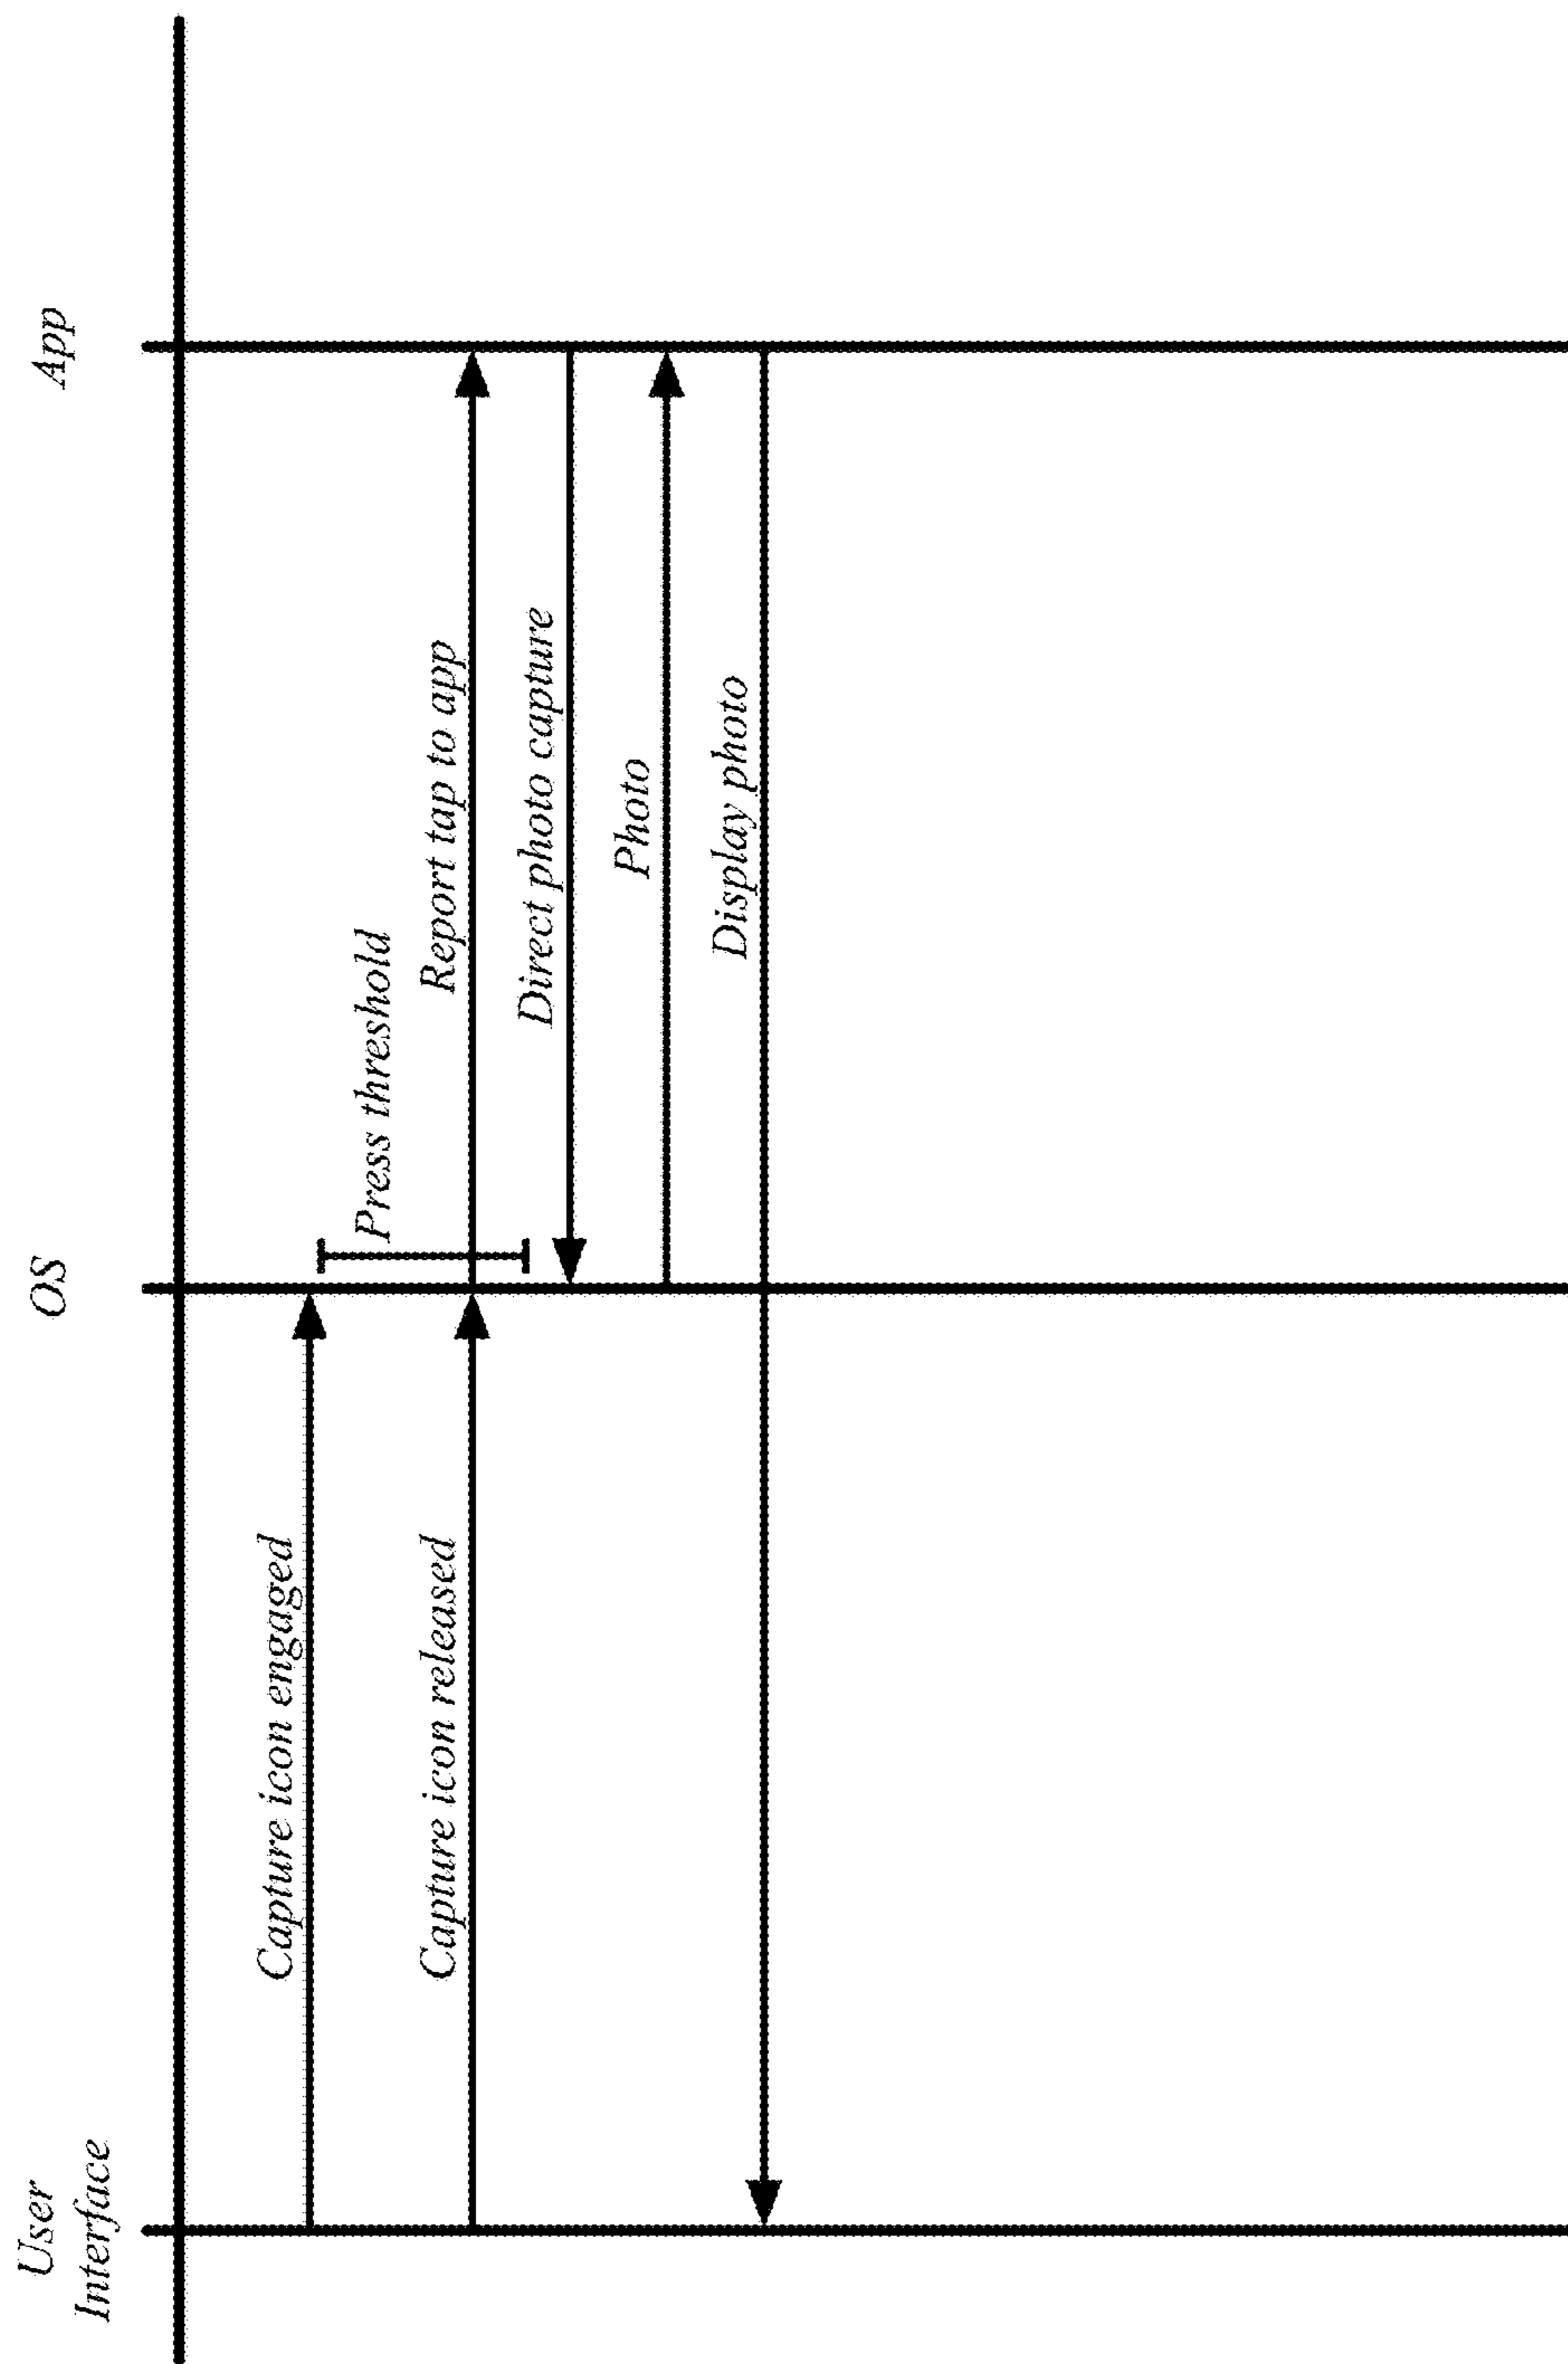 User
Interface
OS
App
Capture icon engaged
Press threshold
Capture icon released
Report tap to app
Direct photo capture
Photo
Display photo